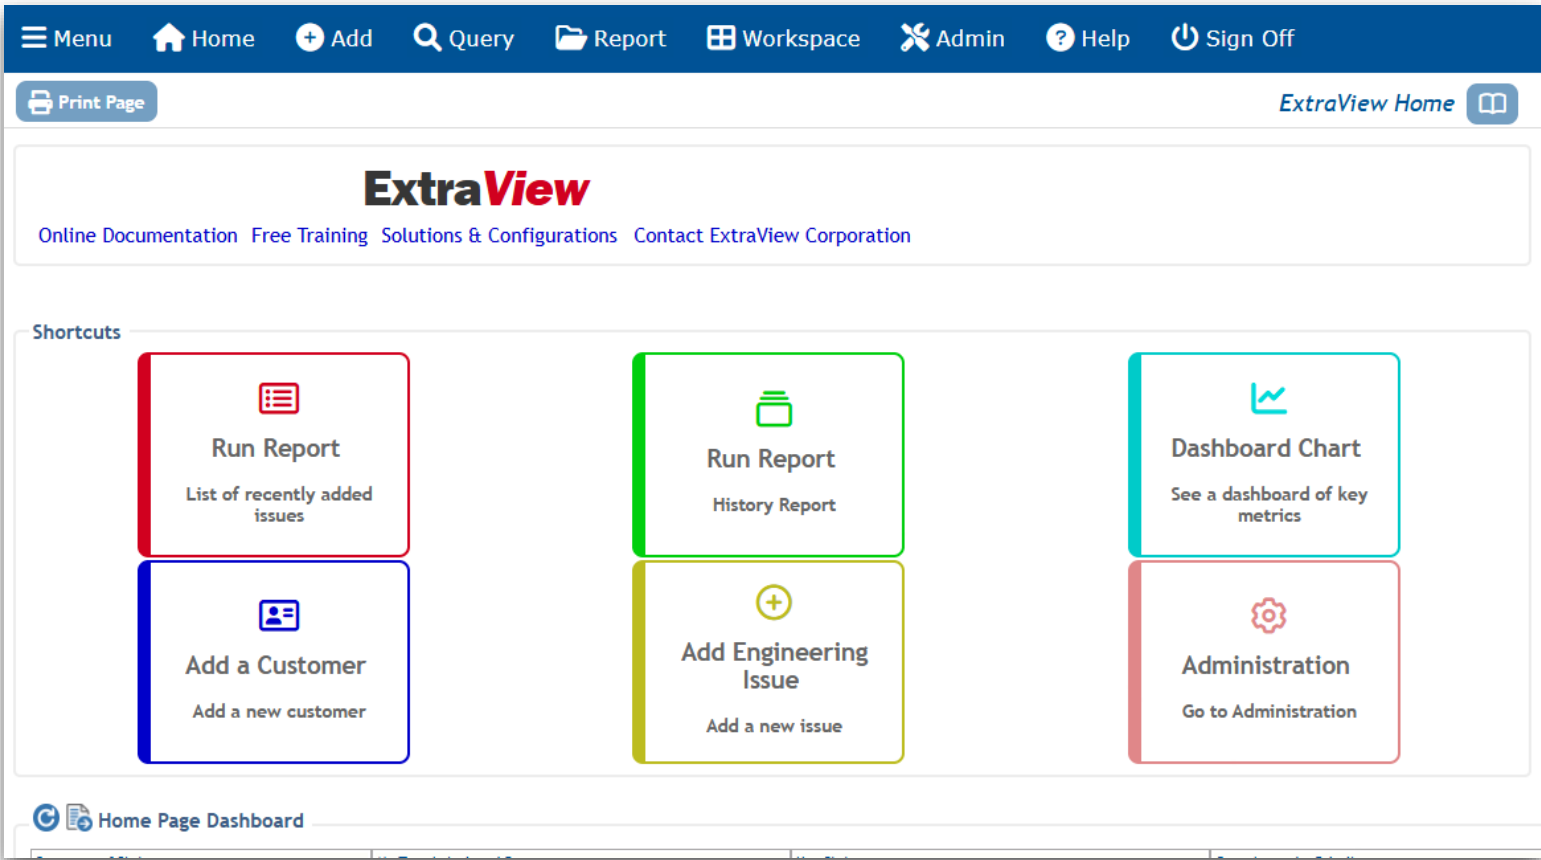 Menu Home Add Query Report Workspace Admin Help Sign Off
Print Page
ExtraView Home
ExtraView
Online Documentation Free Training Solutions & Configurations Contact ExtraView Corporation
Shortcuts
Run Report
List of recently added
issues
Run Report
History Report
Dashboard Chart
See a dashboard of key
metrics
Add a Customer
Add a new customer
Add Engineering
Issue
Add a new issue
Administration
Go to Administration
Home Page Dashboard